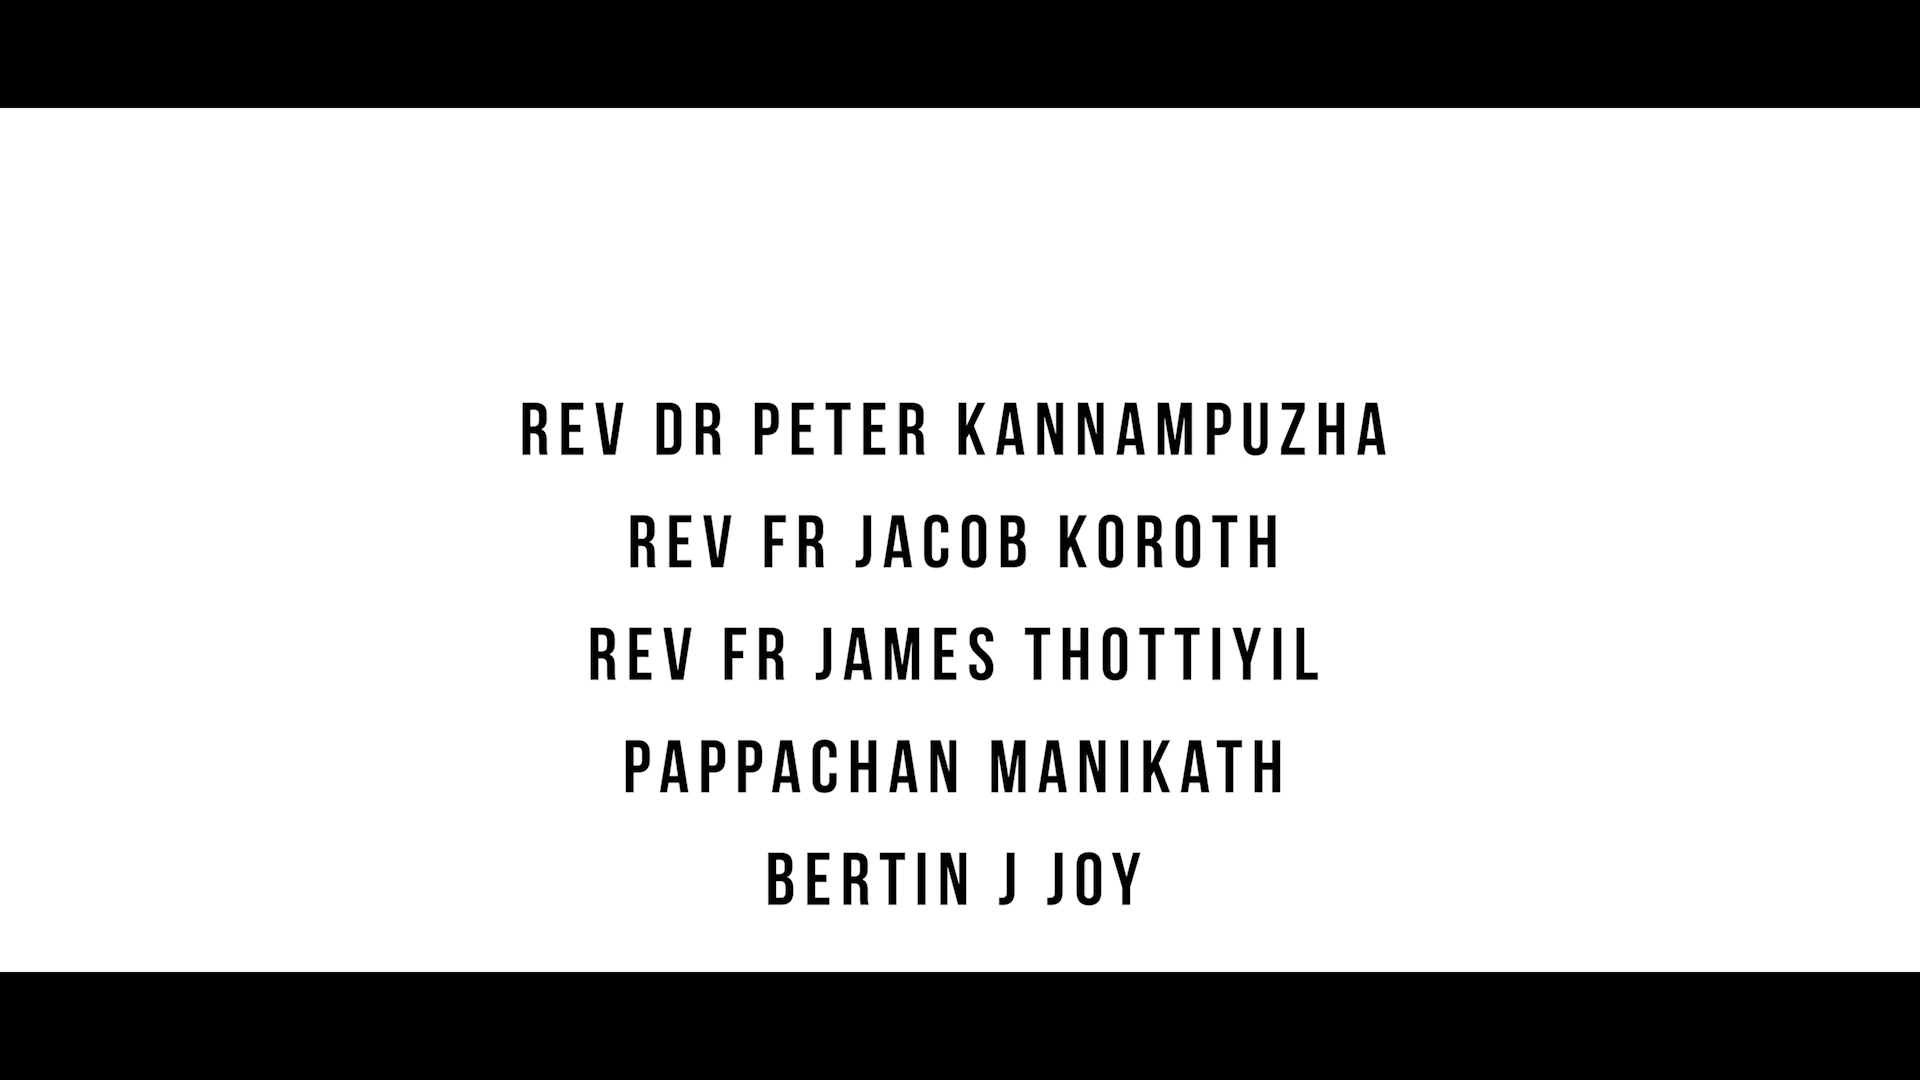 REV DR PETER KANNAMPUZHA
REV FR JACOB KOROTH
REV FR JAMES THOTTIYIL
PAPPACHAN MANIKATH
BERTIN J JOY